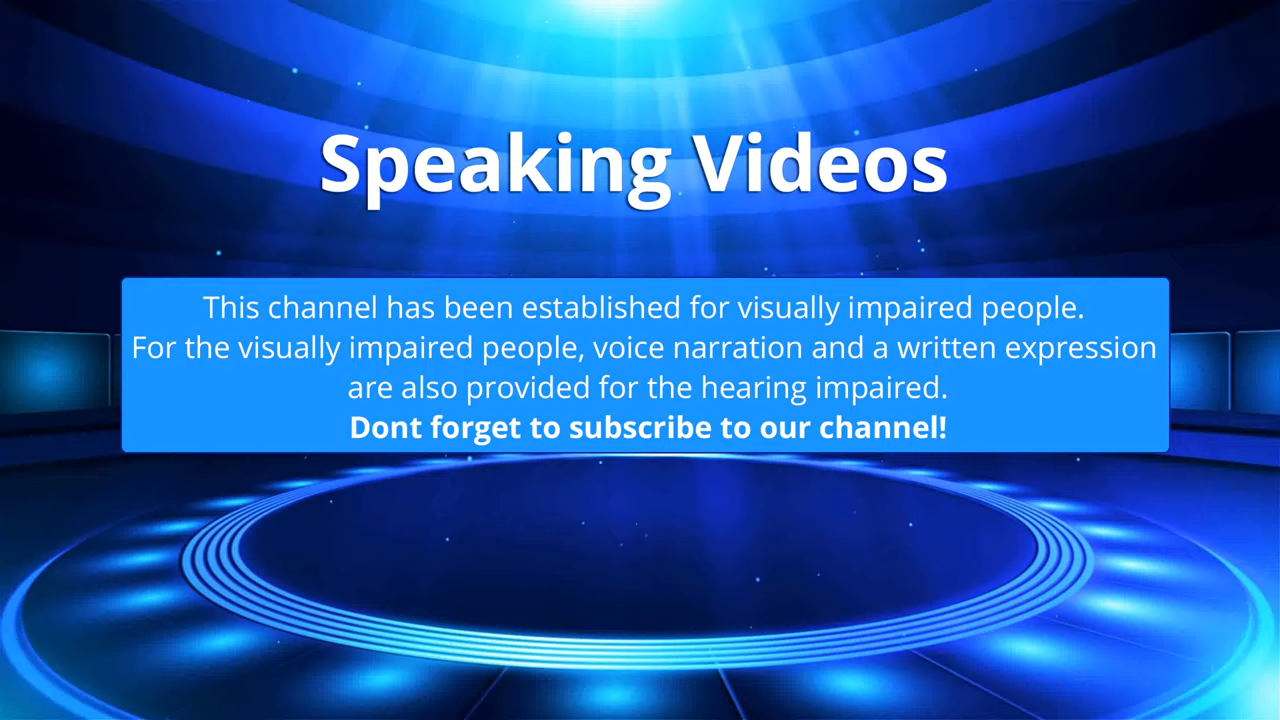 Speaking Videos
This channel has been established for visually impaired people.
For the visually impaired people, voice narration and a written expression
are also provided for the hearing impaired.
Dont forget to subscribe to our channel!